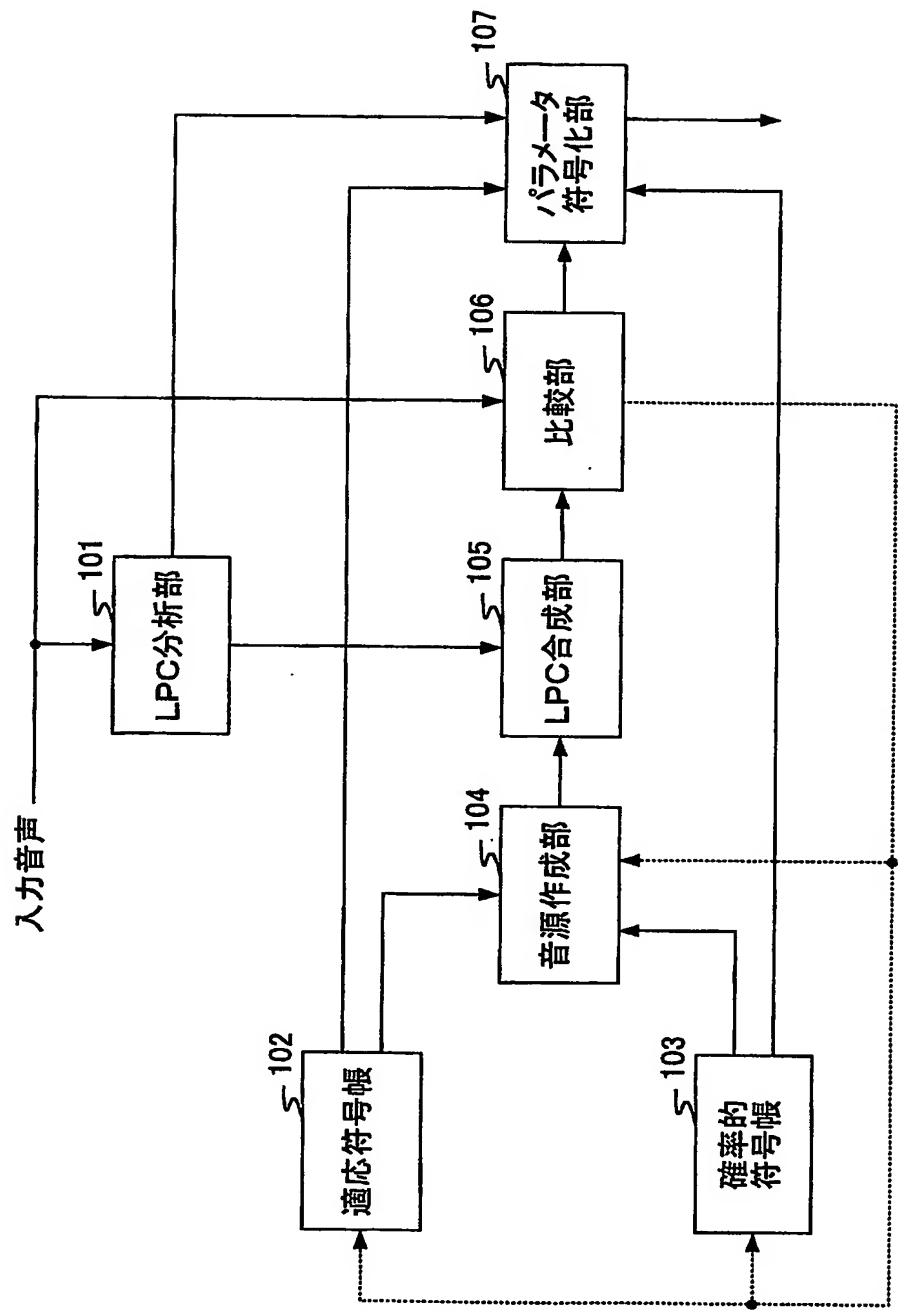 入力音声
101
LPC分析部
102
適応符号帳
103
確率的
符号帳
104
音源作成部
105
LPC合成部
106
比較部
107
パラメータ
符号化部